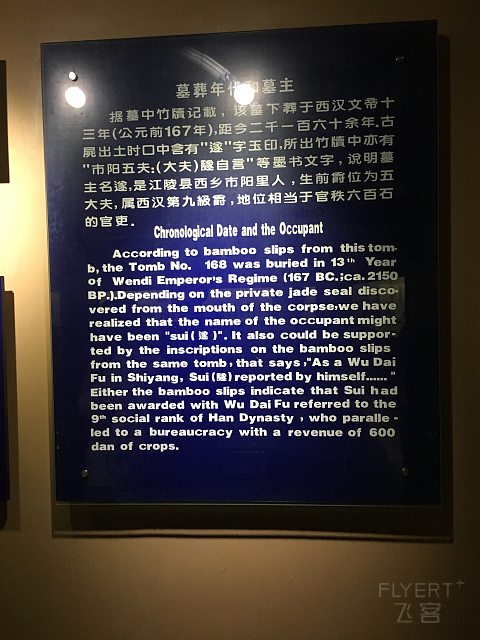 墓葬年代和墓主
据墓中竹牍记載，该墓下葬于西汉文帝十
三年(公元前167年),距今二千一百六十余年,古
屍出土时口中含有"遂"字玉印,所出竹牍中亦有
"市阳五夫;(大夫)隧自言"等墨书文字，说明墓
主名遂,是江陵县西乡市阳里人，生前爵位为五
大夫,属西汉第九級爵，地位相当于官秩六百石
的官吏。
Chronological Date and the Occupant
According to bamboo slips from this tom-
b, the Tomb No. 168 was buried in 13th Year
of Wendi Emperor's Regime (167 BC.;ca. 2150
BP.).Depending on the private jade seal disco-
vered from the mouth of the corpse,we have
realized that the name of the occupant might
have been "sui(遂)". It also could be suppor-
ted by the inscriptions on the bamboo slips
from the same tomb, that says,"As a Wu Dai
Fu in Shiyang, Sui(隧)reported by himself......"
Either the bamboo slips indicate that Sui had
been awarded with Wu Dai Fu referred to the
9th social rank of Han Dynasty , who paralle-
led to a bureaucracy with a revenue of 600
dan of crops.
FLYERT+
飞客